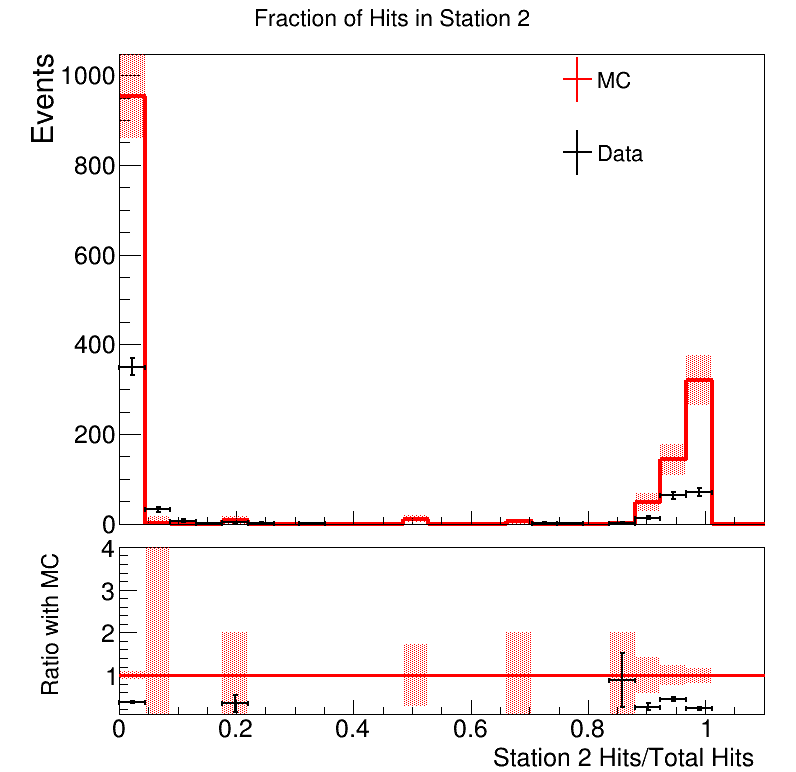 Fraction of Hits in Station 2
Events
1000
800
600
400
200
0
MC
Data
Ratio with MC
4
3
2
1
0 0.2 0.4 0.6 0.8 1
Station 2 Hits/Total Hits